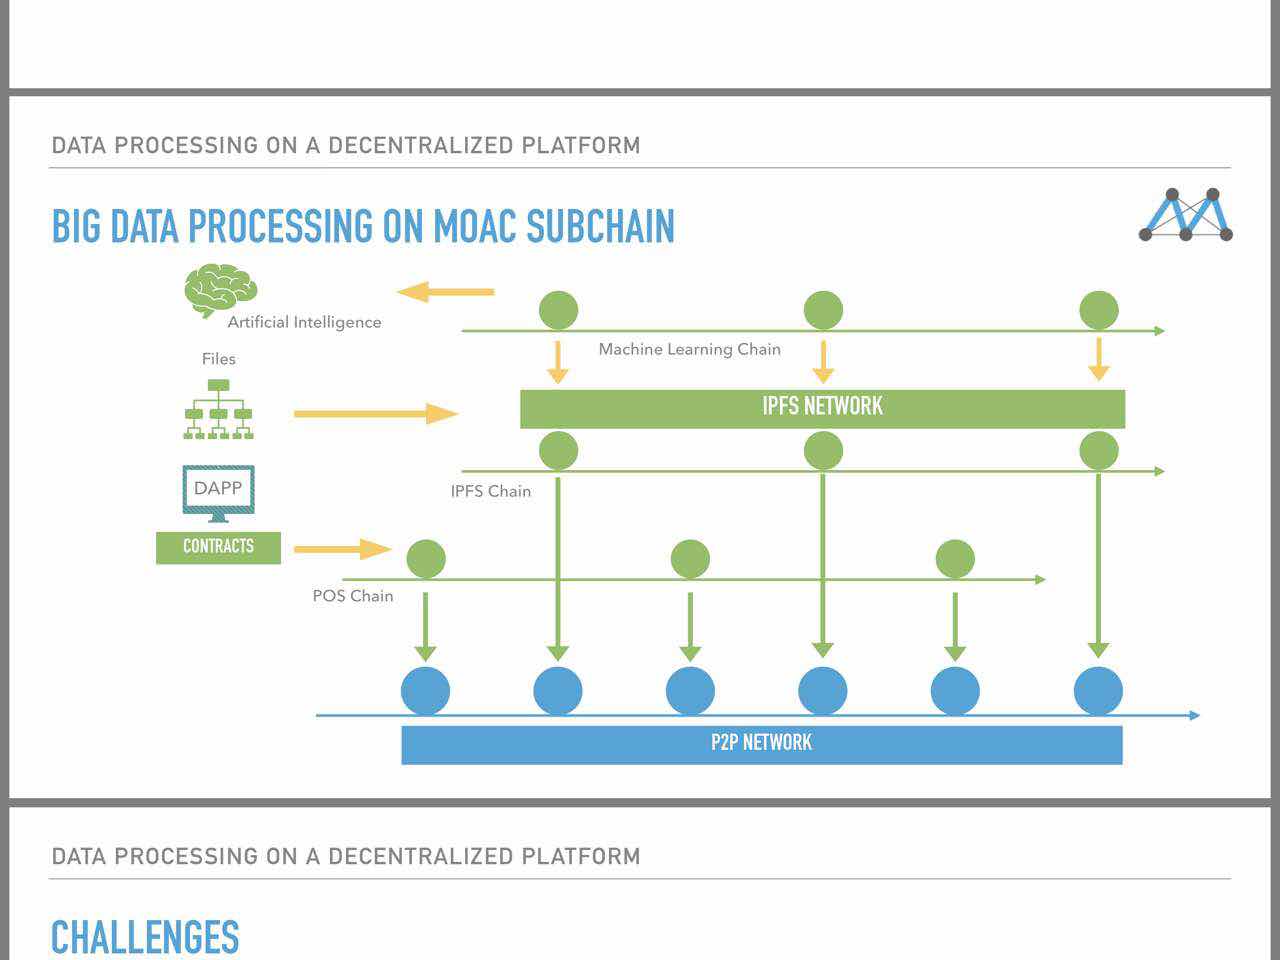 DATA PROCESSING ON A DECENTRALIZED PLATFORM
BIG DATA PROCESSING ON MOAC SUBCHAIN
Artificial Intelligence
Machine Learning Chain
Files
IPFS NETWORK
DAPP
IPFS Chain
CONTRACTS
POS Chain
P2P NETWORK
DATA PROCESSING ON A DECENTRALIZED PLATFORM
CHALLENGES